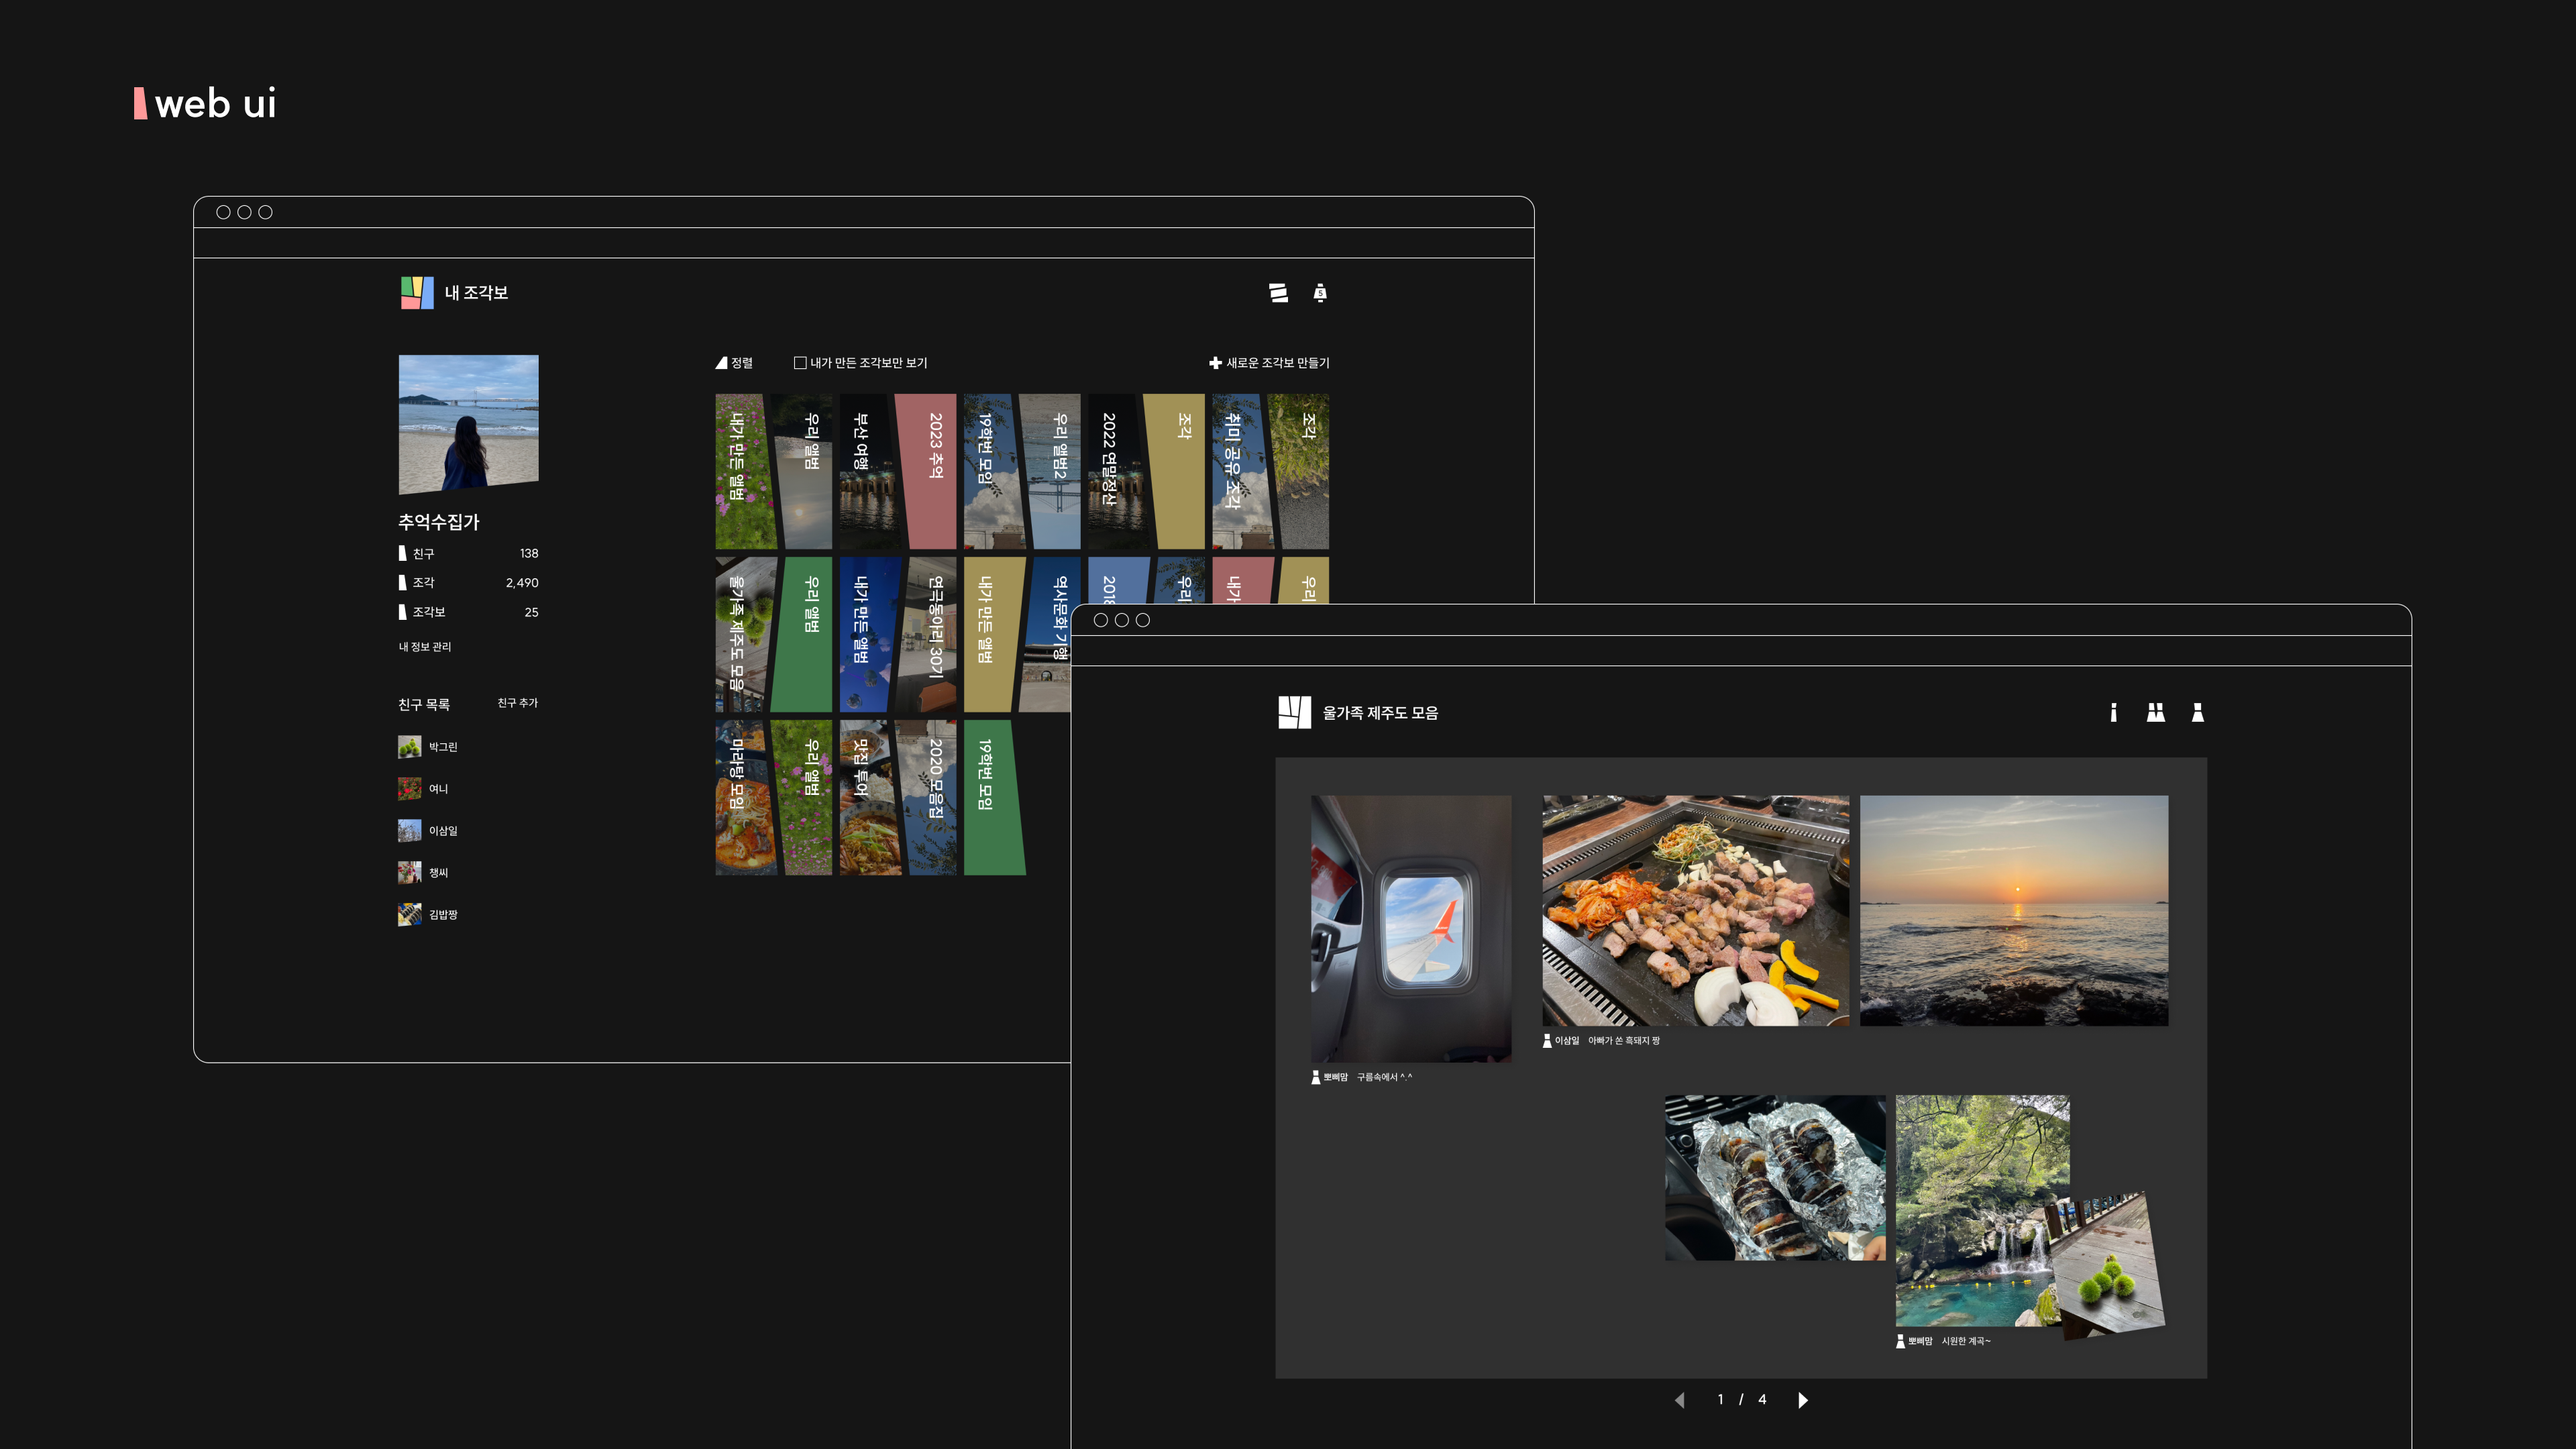 web ui
내 조각보
5
추억수집가
친구 138
조각 2,490
조각보 25
내 정보 관리
친구 목록 친구 추가
박그린
여니
이삼일
챙씨
김밥짱
정렬 내가 만든 조각보만 보기 새로운 조각보 만들기
내가 만든 앨범
우리 앨범
부산 여행
2023 추억
19학번 모임
우리 앨범2
2022 연말정산
조각
취미 공유 조각
조각
울가족 제주도 모음
우리 앨범
내가 만든 앨범
연극동아리 30기
내가 만든 앨범
역사문화 기행
2018
우리
내가
우리
마라탕 모임
우리 앨범
맛집 투어
2020 모음집
19학번 모임
울가족 제주도 모음
뽀삐맘 구름속에서 ^.^
이삼일 아빠가 쏜 흑돼지 짱
뽀삐맘 시원한 계곡~
1 / 4